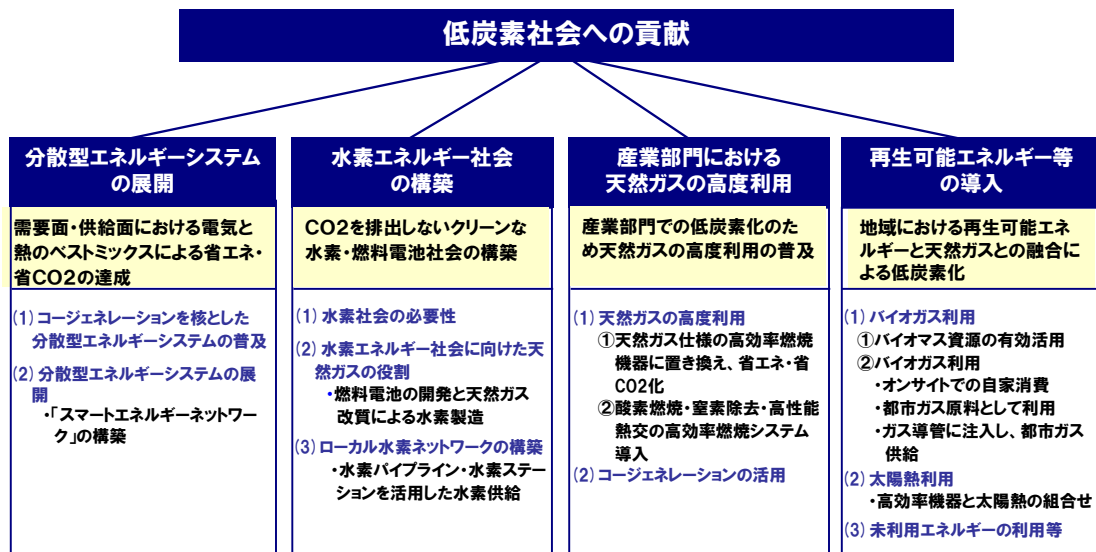 低炭素社会への貢献
分散型エネルギーシステム
の展開
需要面・供給面における電気と
熱のベストミックスによる省エネ・
省CO2の達成
(1)コージェネレーションを核とした
分散型エネルギーシステムの普及
(2)分散型エネルギーシステムの展
開
・「スマートエネルギーネットワー
ク」の構築
水素エネルギー社会
の構築
CO2を排出しないクリーンな
水素・燃料電池社会の構築
(1)水素社会の必要性
(2)水素エネルギー社会に向けた天
然ガスの役割
・燃料電池の開発と天然ガス
改質による水素製造
(3)ローカル水素ネットワークの構築
・水素パイプライン・水素ステー
ションを活用した水素供給
産業部門における
天然ガスの高度利用
産業部門での低炭素化のた
め天然ガスの高度利用の普及
(1)天然ガスの高度利用
①天然ガス仕様の高効率燃焼
機器に置き換え、省エネ・省
CO2化
②酸素燃焼・窒素除去・高性能
熱交の高効率燃焼システム
導入
(2)コージェネレーションの活用
再生可能エネルギー等
の導入
地域における再生可能エネ
ルギーと天然ガスとの融合に
よる低炭素化
(1)バイオガス利用
①バイオマス資源の有効活用
②バイオガス利用
・オンサイトでの自家消費
・都市ガス原料として利用
・ガス導管に注入し、都市ガス
供給
(2)太陽熱利用
・高効率機器と太陽熱の組合せ
(3)未利用エネルギーの利用等